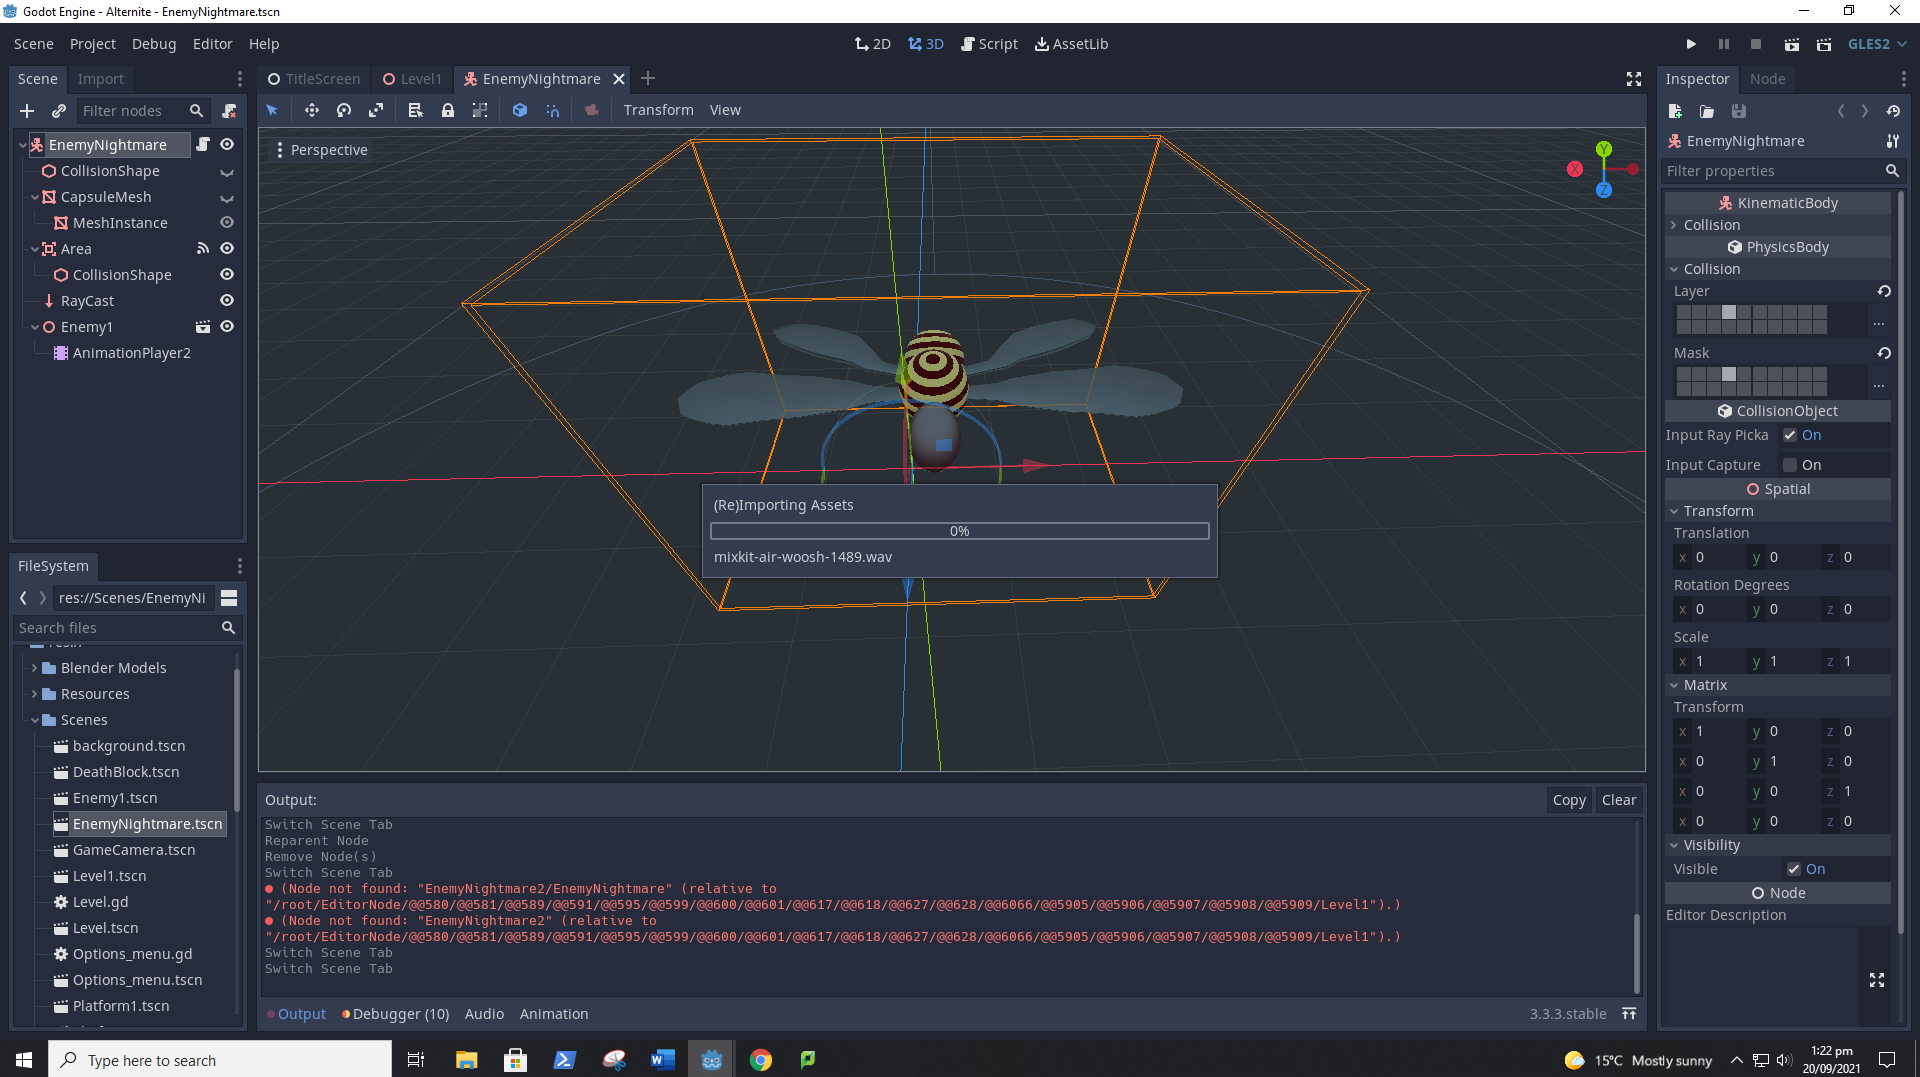 Godot Engine - Alternite - EnemyNightmare.tscn
Scene Project Debug Editor Help
2D 3D Script AssetLib
GLES2
Scene Import
Filter nodes
EnemyNightmare
CollisionShape
CapsuleMesh
MeshInstance
Area
CollisionShape
RayCast
Enemy1
AnimationPlayer2
FileSystem
res://Scenes/EnemyNi
Search files
Blender Models
Resources
Scenes
background.tscn
DeathBlock.tscn
Enemy1.tscn
EnemyNightmare.tscn
GameCamera.tscn
Level1.tscn
Level.gd
Level.tscn
Options_menu.gd
Options_menu.tscn
Platform1.tscn
TitleScreen Level1 EnemyNightmare
Transform View
Perspective
Y
X
Z
(Re)Importing Assets
0%
mixkit-air-woosh-1489.wav
Output:
Copy Clear
Switch Scene Tab
Reparent Node
Remove Node(s)
Switch Scene Tab
(Node not found: "EnemyNightmare2/EnemyNightmare" (relative to
"/root/EditorNode/@@580/@@581/@@589/@@591/@@595/@@599/@@600/@@601/@@617/@@618/@@627/@@628/@@6066/@@5905/@@5906/@@5907/@@5908/@@5909/Level1").)
(Node not found: "EnemyNightmare2" (relative to
"/root/EditorNode/@@580/@@581/@@589/@@591/@@595/@@599/@@600/@@601/@@617/@@618/@@627/@@628/@@6066/@@5905/@@5906/@@5907/@@5908/@@5909/Level1").)
Switch Scene Tab
Switch Scene Tab
Output Debugger (10) Audio Animation
3.3.3.stable
Inspector Node
EnemyNightmare
Filter properties
KinematicBody
Collision
PhysicsBody
Collision
Layer
...
Mask
...
CollisionObject
Input Ray Picka On
Input Capture On
Spatial
Transform
Translation
x 0 y 0 z 0
Rotation Degrees
x 0 y 0 z 0
Scale
x 1 y 1 z 1
Matrix
Transform
x 1 y 0 z 0
x 0 y 1 z 0
x 0 y 0 z 1
x 0 y 0 z 0
Visibility
Visible On
Node
Editor Description
Type here to search
15°C Mostly sunny
1:22 pm
20/09/2021